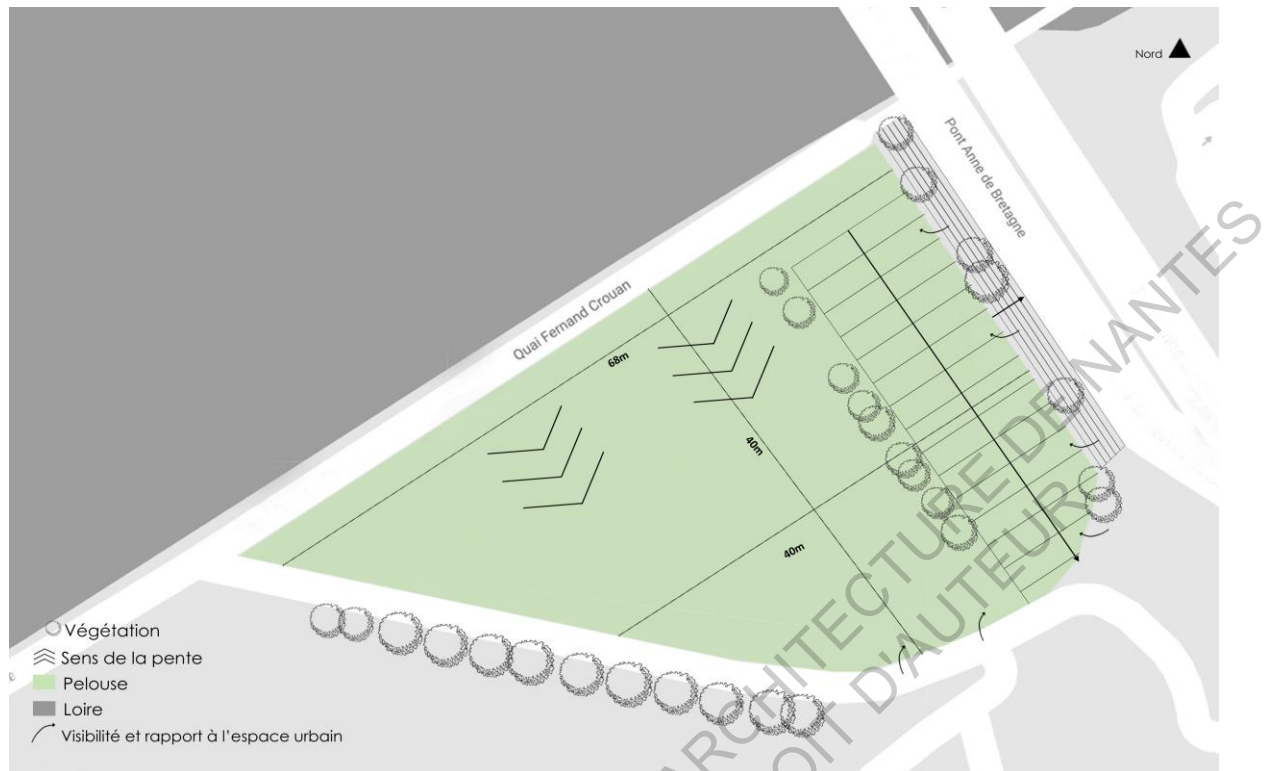 Nord
Pont Anne de Bretagne
Quai Fernand Crouan
68m
40m
40m
Végétation
Sens de la pente
Pelouse
Loire
Visibilité et rapport à l'espace urbain
ARCHITECTURE DE NANTES
DROIT D'AUTEUR